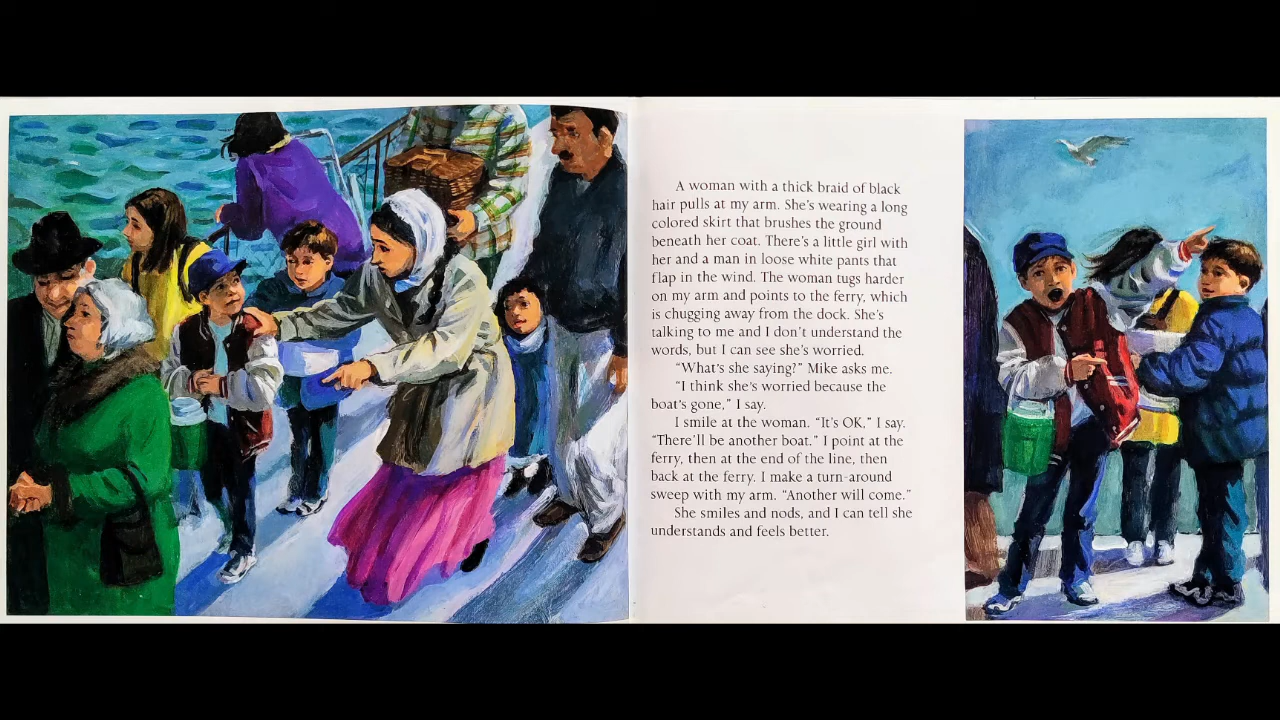 A woman with a thick braid of black
hair pulls at my arm. She's wearing a long
colored skirt that brushes the ground
beneath her coat. There's a little girl with
her and a man in loose white pants that
flap in the wind. The woman tugs harder
on my arm and points to the ferry, which
is chugging away from the dock. She's
talking to me and I don't understand the
words, but I can see she's worried.
"What's she saying?" Mike asks me.
"I think she's worried because the
boat's gone," I say.
I smile at the woman. "It's OK," I say.
"There'll be another boat." I point at the
ferry, then at the end of the line, then
back at the ferry. I make a turn-around
sweep with my arm. "Another will come."
She smiles and nods, and I can tell she
understands and feels better.